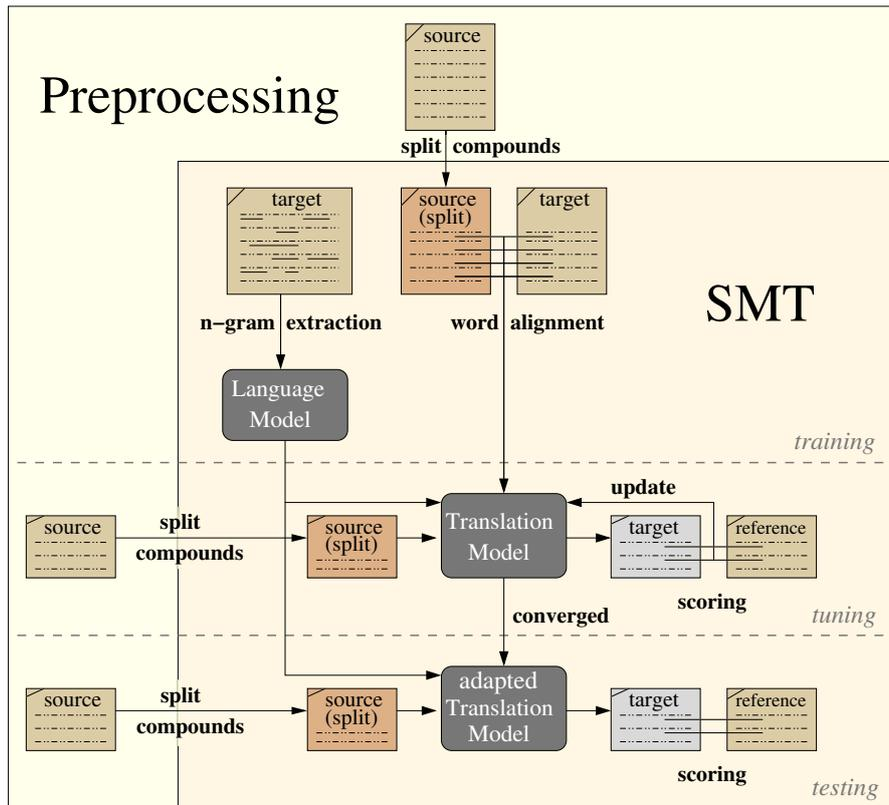 source
Preprocessing
split compounds
target
source
(split)
target
SMT
n−gram extraction
word alignment
Language
Model
training
update
source
split
compounds
source
(split)
Translation
Model
target
reference
scoring
converged
tuning
source
split
compounds
source
(split)
adapted
Translation
Model
target
reference
scoring
testing